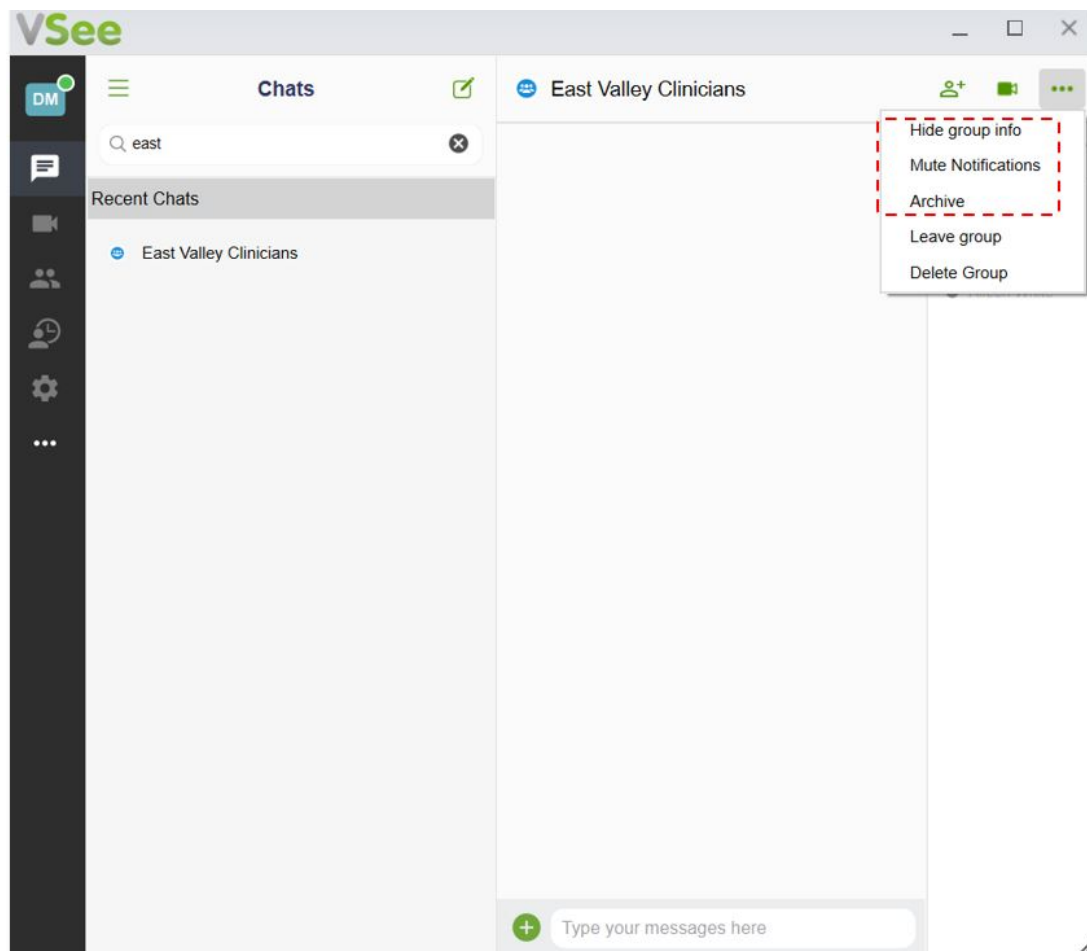 VSee
DM
Chats
East Valley Clinicians
east
Recent Chats
East Valley Clinicians
Hide group info
Mute Notifications
Archive
Leave group
Delete Group
Type your messages here